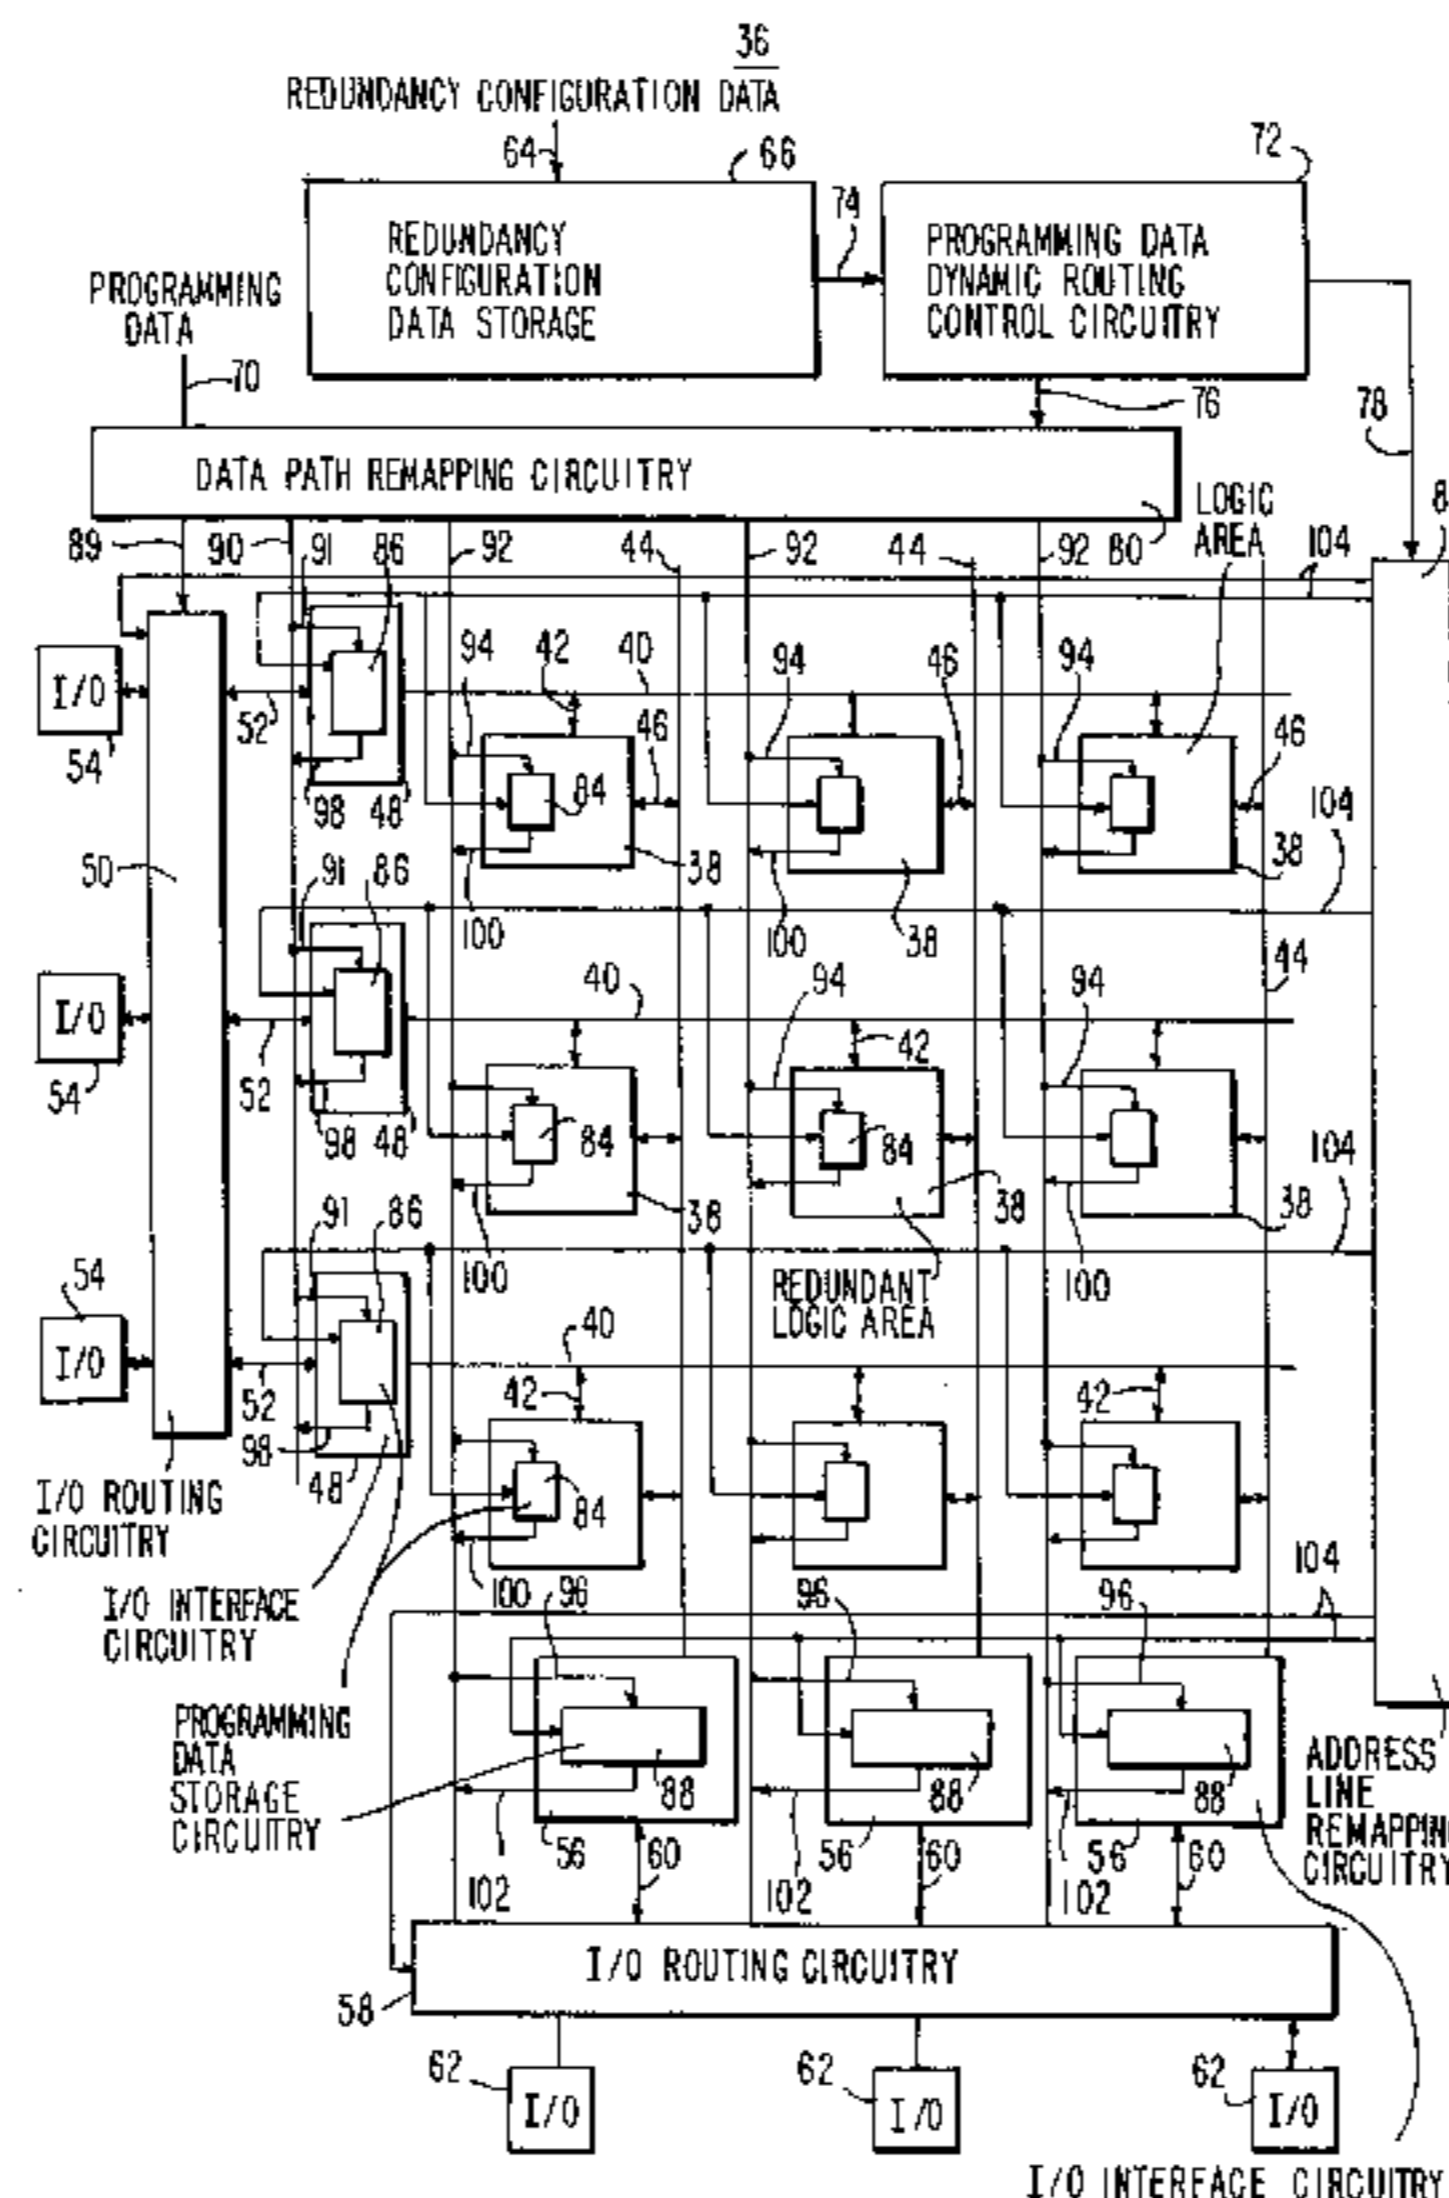 36
REDUNDANCY CONFIGURATION DATA
64
66
72
74
REDUNDANCY
CONFIGURATION
DATA STORAGE
PROGRAMMING DATA
DYNAMIC ROUTING
CONTROL CIRCUITRY
PROGRAMMING
DATA
70
76
78
DATA PATH REMAPPING CIRCUITRY
LOGIC
AREA
8
89
90
91
86
92
44
92
44
92
80
104
I/O
54
52
98
48
94
42
40
46
84
38
94
46
94
46
38
104
50
91
86
100
100
38
44
I/O
54
52
98
48
40
94
42
94
84
38
84
38
38
104
91
86
100
REDUNDANT
LOGIC AREA
100
54
I/O
52
98
48
40
42
42
84
I/O ROUTING
CIRCUITRY
100
96
96
96
104
I/O INTERFACE
CIRCUITRY
PROGRAMMING
DATA
STORAGE
CIRCUITRY
88
88
88
ADDRESS
LINE
REMAPPING
CIRCUITRY
56
60
56
60
56
60
102
102
102
I/O ROUTING CIRCUITRY
58
62
I/O
62
I/O
62
I/O
I/O INTERFACE CIRCUITRY